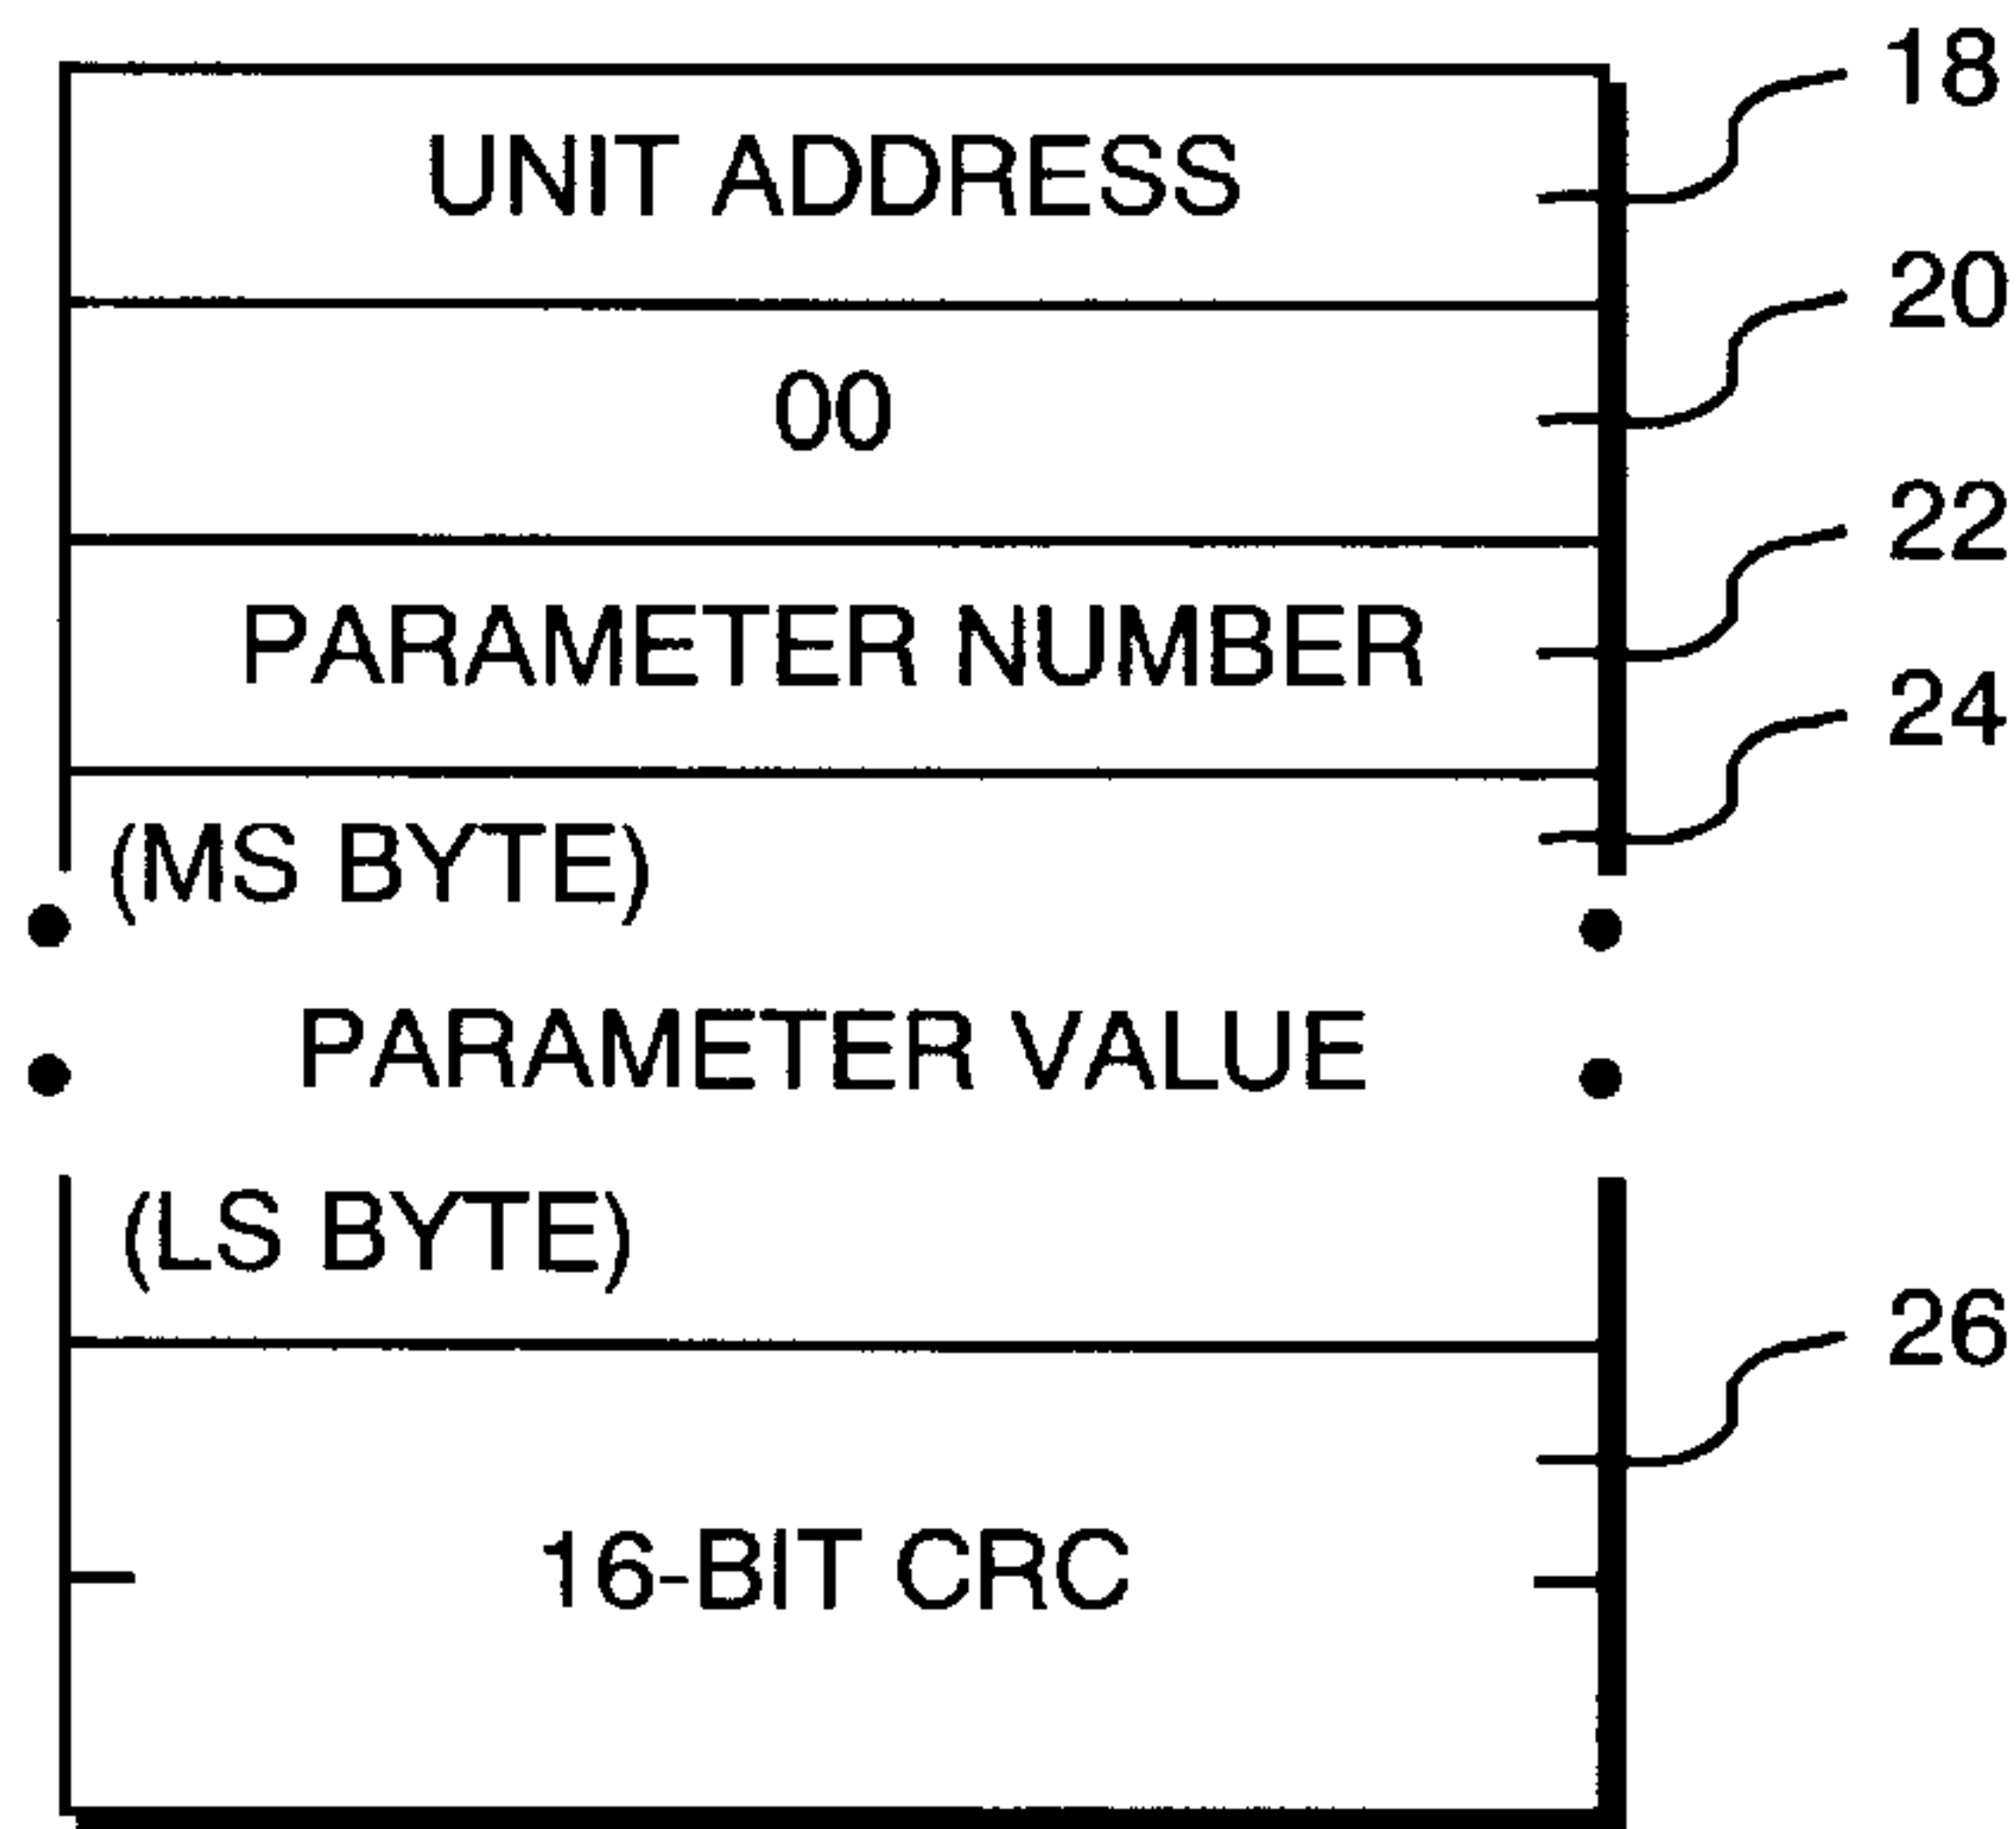 18
UNIT ADDRESS
20
00
22
PARAMETER NUMBER
24
(MS BYTE)
PARAMETER VALUE
(LS BYTE)
26
16-BIT CRC